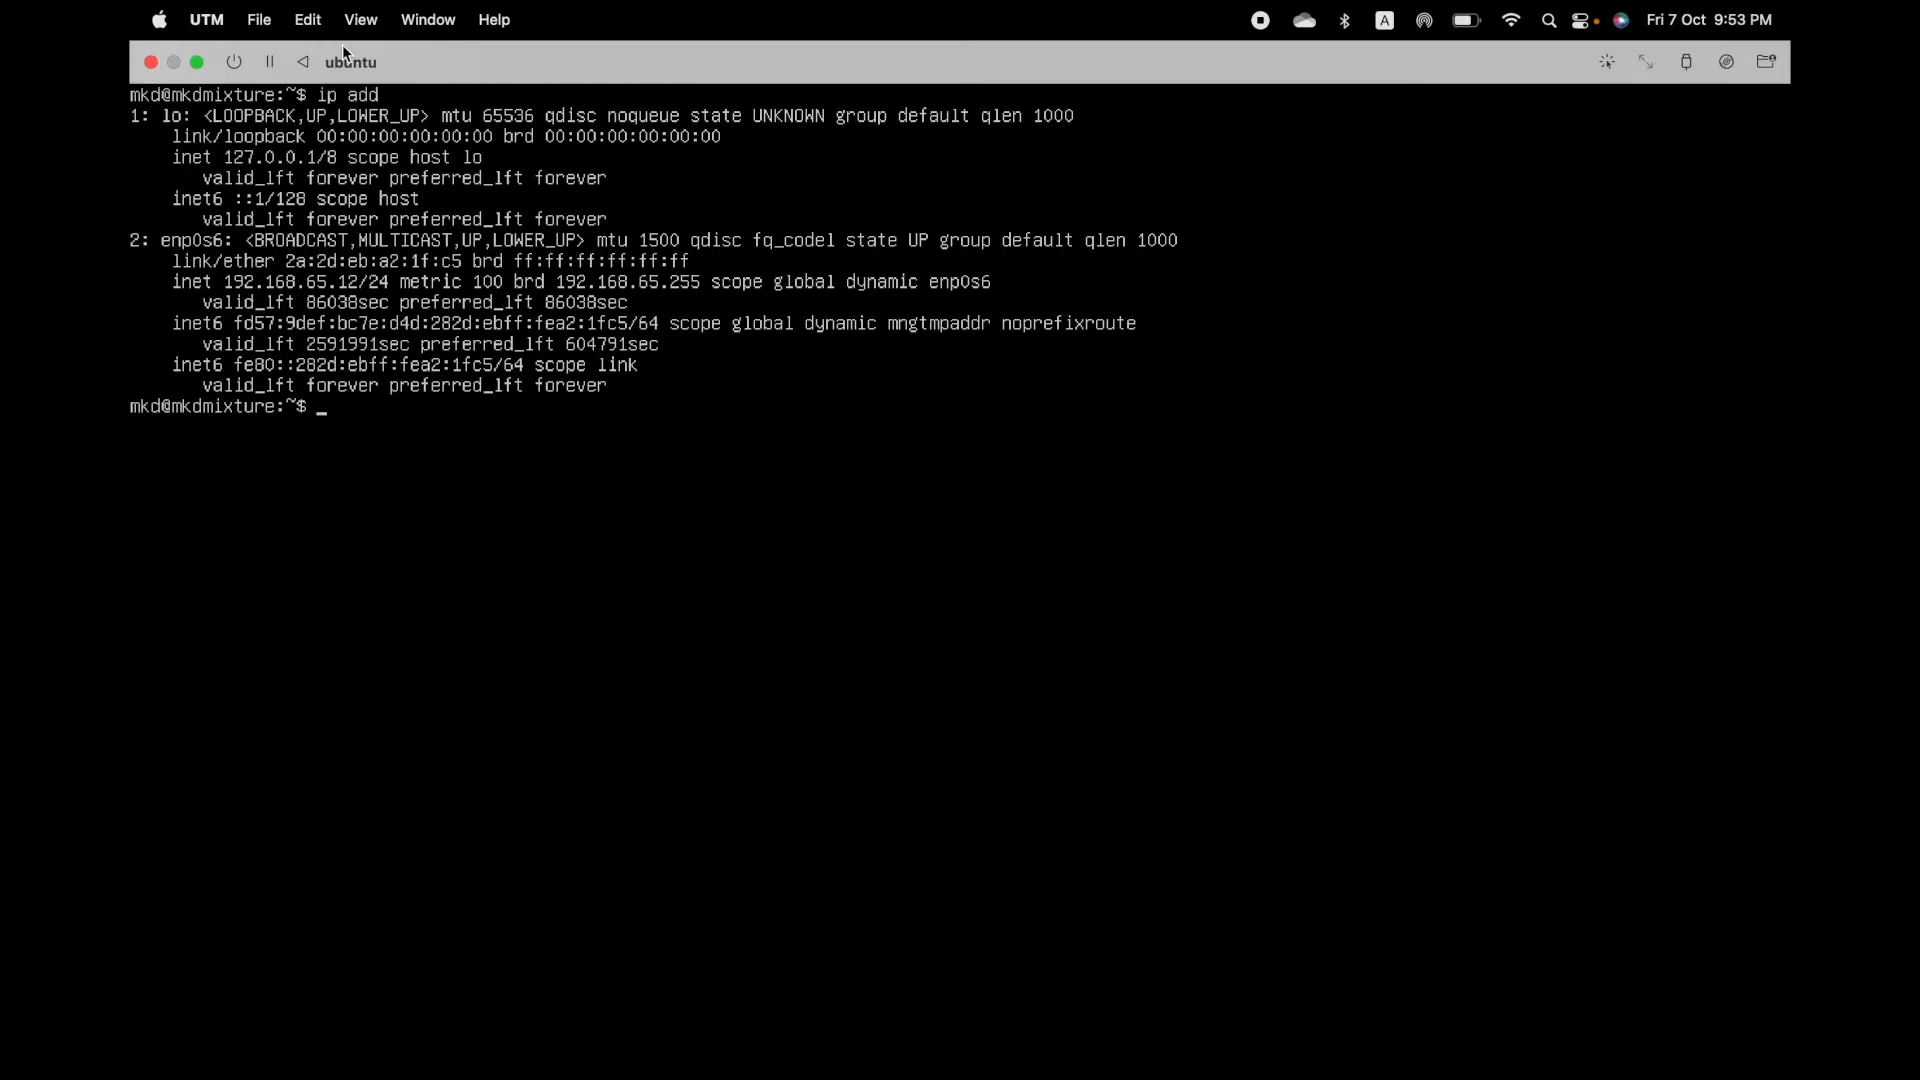 UTM File Edit View Window Help A Fri 7 Oct 9:53 PM
ubuntu
mkd@mkdmixture:~$ ip add
1: lo: <LOOPBACK,UP,LOWER_UP> mtu 65536 qdisc noqueue state UNKNOWN group default qlen 1000
link/loopback 00:00:00:00:00:00 brd 00:00:00:00:00:00
inet 127.0.0.1/8 scope host lo
valid_lft forever preferred_lft forever
inet6 ::1/128 scope host
valid_lft forever preferred_lft forever
2: enp0s6: <BROADCAST,MULTICAST,UP,LOWER_UP> mtu 1500 qdisc fq_codel state UP group default qlen 1000
link/ether 2a:2d:eb:a2:1f:c5 brd ff:ff:ff:ff:ff:ff
inet 192.168.65.12/24 metric 100 brd 192.168.65.255 scope global dynamic enp0s6
valid_lft 86038sec preferred_lft 86038sec
inet6 fd57:9def:bc7e:d4d:282d:ebff:fea2:1fc5/64 scope global dynamic mngtmpaddr noprefixroute
valid_lft 2591991sec preferred_lft 604791sec
inet6 fe80::282d:ebff:fea2:1fc5/64 scope link
valid_lft forever preferred_lft forever
mkd@mkdmixture:~$ _